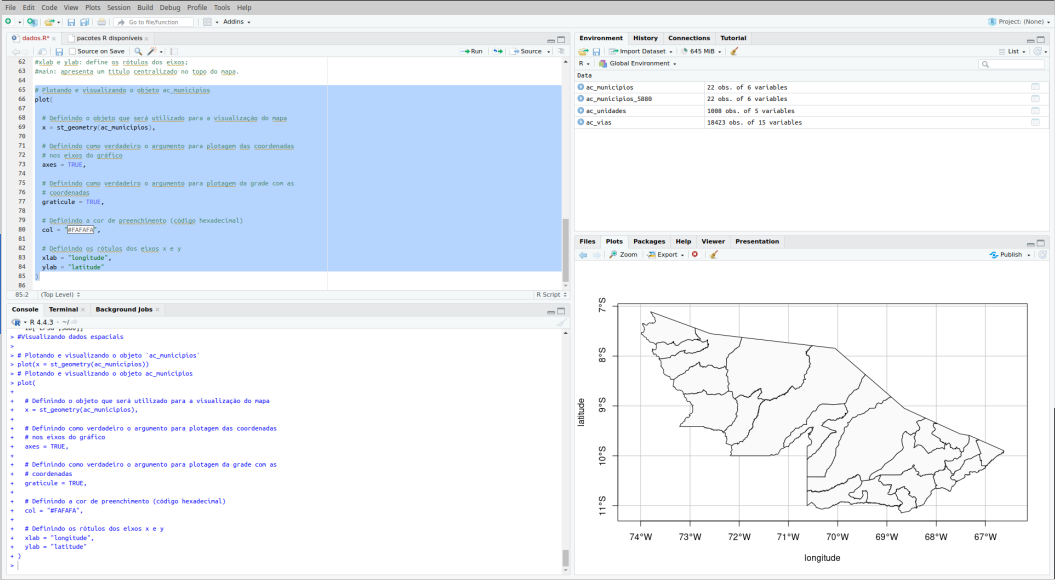 File Edit Code View Plots Session Build Debug Profile Tools Help
Go to file/function
Addins
Project: (None)
dados.R*
pacotes R disponíveis
Source on Save
Run
Source
62 #xlab e ylab: define os rótulos dos eixos;
63 #main: apresenta um título centralizado no topo do mapa.
64
65 # Plotando e visualizando o objeto ac_municipios
66 plot(
67
68 # Definindo o objeto que será utilizado para a visualização do mapa
69 x = st_geometry(ac_municipios),
70
71 # Definindo como verdadeiro o argumento para plotagem das coordenadas
72 # nos eixos do gráfico
73 axes = TRUE,
74
75 # Definindo como verdadeiro o argumento para plotagem da grade com as
76 # coordenadas
77 graticule = TRUE,
78
79 # Definindo a cor de preenchimento (código hexadecimal)
80 col = "#FAFAFA",
81
82 # Definindo os rótulos dos eixos x e y
83 xlab = "longitude",
84 ylab = "latitude"
85 )
86
85:2 (Top Level) R Script
Console Terminal Background Jobs
R 4.4.3 · ~/
> #Visualizando dados espaciais
>
> # Plotando e visualizando o objeto `ac_municipios`
> plot(x = st_geometry(ac_municipios))
> # Plotando e visualizando o objeto ac_municipios
> plot(
+
+ # Definindo o objeto que será utilizado para a visualização do mapa
+ x = st_geometry(ac_municipios),
+
+ # Definindo como verdadeiro o argumento para plotagem das coordenadas
+ # nos eixos do gráfico
+ axes = TRUE,
+
+ # Definindo como verdadeiro o argumento para plotagem da grade com as
+ # coordenadas
+ graticule = TRUE,
+
+ # Definindo a cor de preenchimento (código hexadecimal)
+ col = "#FAFAFA",
+
+ # Definindo os rótulos dos eixos x e y
+ xlab = "longitude",
+ ylab = "latitude"
+ )
>
Environment History Connections Tutorial
Import Dataset
645 MiB
List
R
Global Environment
Data
ac_municipios 22 obs. of 6 variables
ac_municipios_5880 22 obs. of 6 variables
ac_unidades 1008 obs. of 5 variables
ac_vias 18423 obs. of 15 variables
Files Plots Packages Help Viewer Presentation
Zoom
Export
Publish
7°S
8°S
9°S
10°S
11°S
latitude
74°W 73°W 72°W 71°W 70°W 69°W 68°W 67°W
longitude